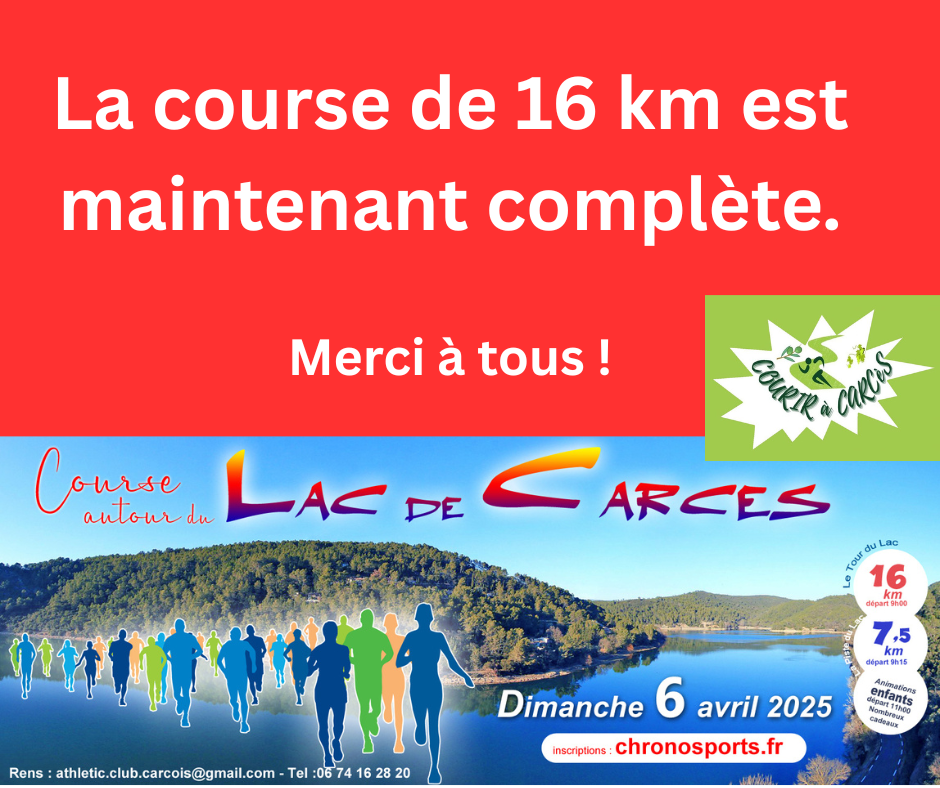 La course de 16 km est
maintenant complète.
Merci à tous !
COURIR à CARCèS
Course
autour du
LAC DE CARCES
Le Tour du Lac
16
km
départ 9h00
7,5
km
départ 9h15
Animations
enfants
départ 11h00
Nombreux
cadeaux
Dimanche 6 avril 2025
inscriptions : chronosports.fr
Rens : athletic.club.carcois@gmail.com - Tel :06 74 16 28 20